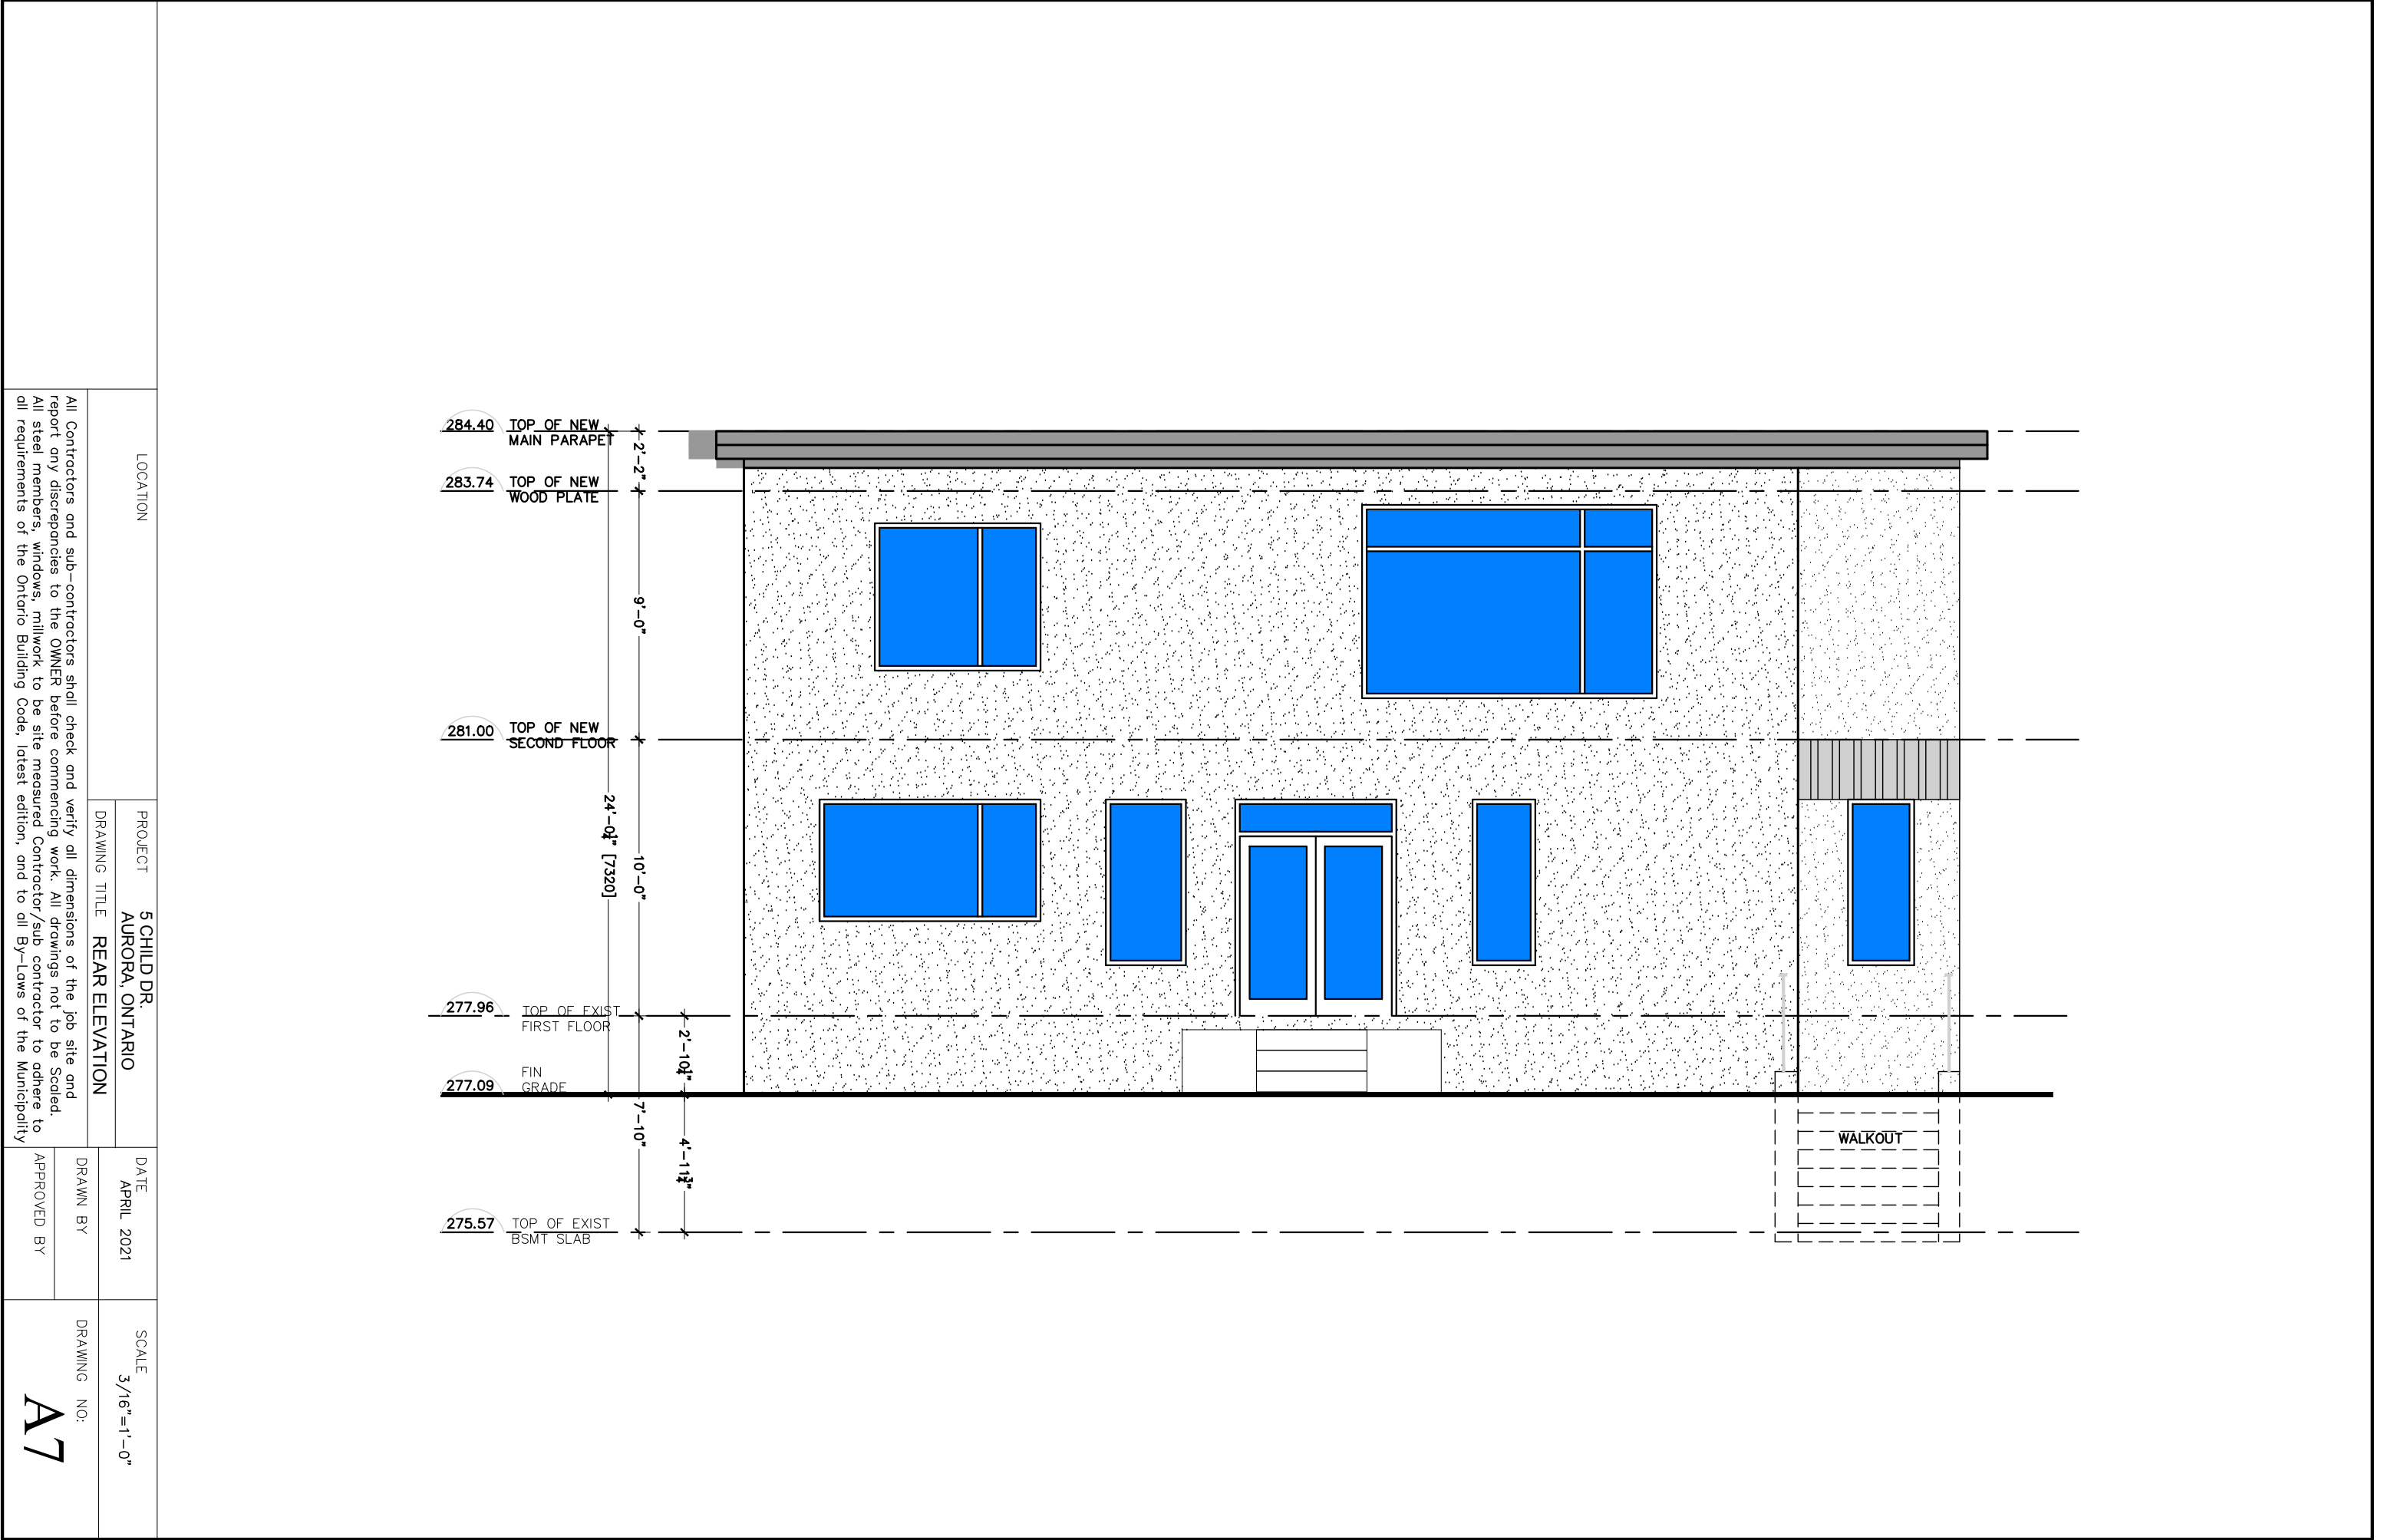 284.40 TOP OF NEW
MAIN PARAPET
2'-2"
283.74 TOP OF NEW
WOOD PLATE
9'-0"
281.00 TOP OF NEW
SECOND FLOOR
24'-0¼" [7320]
10'-0"
277.96 TOP OF EXIST
FIRST FLOOR
2'-10¼"
277.09 FIN
GRADE
7'-10"
4'-11¾"
WALKOUT
275.57 TOP OF EXIST
BSMT SLAB
LOCATION
All Contractors and sub-contractors shall check and verify all dimensions of the job site and
report any discrepancies to the OWNER before commencing work. All drawings not to be Scaled.
All steel members, windows, millwork to be site measured Contractor/sub contractor to adhere to
all requirements of the Ontario Building Code, latest edition, and to all By-Laws of the Municipality
PROJECT
5 CHILD DR.
AURORA, ONTARIO
DRAWING TITLE REAR ELEVATION
DATE
APRIL 2021
DRAWN BY
APPROVED BY
SCALE
3/16"=1'-0"
DRAWING NO:
A7